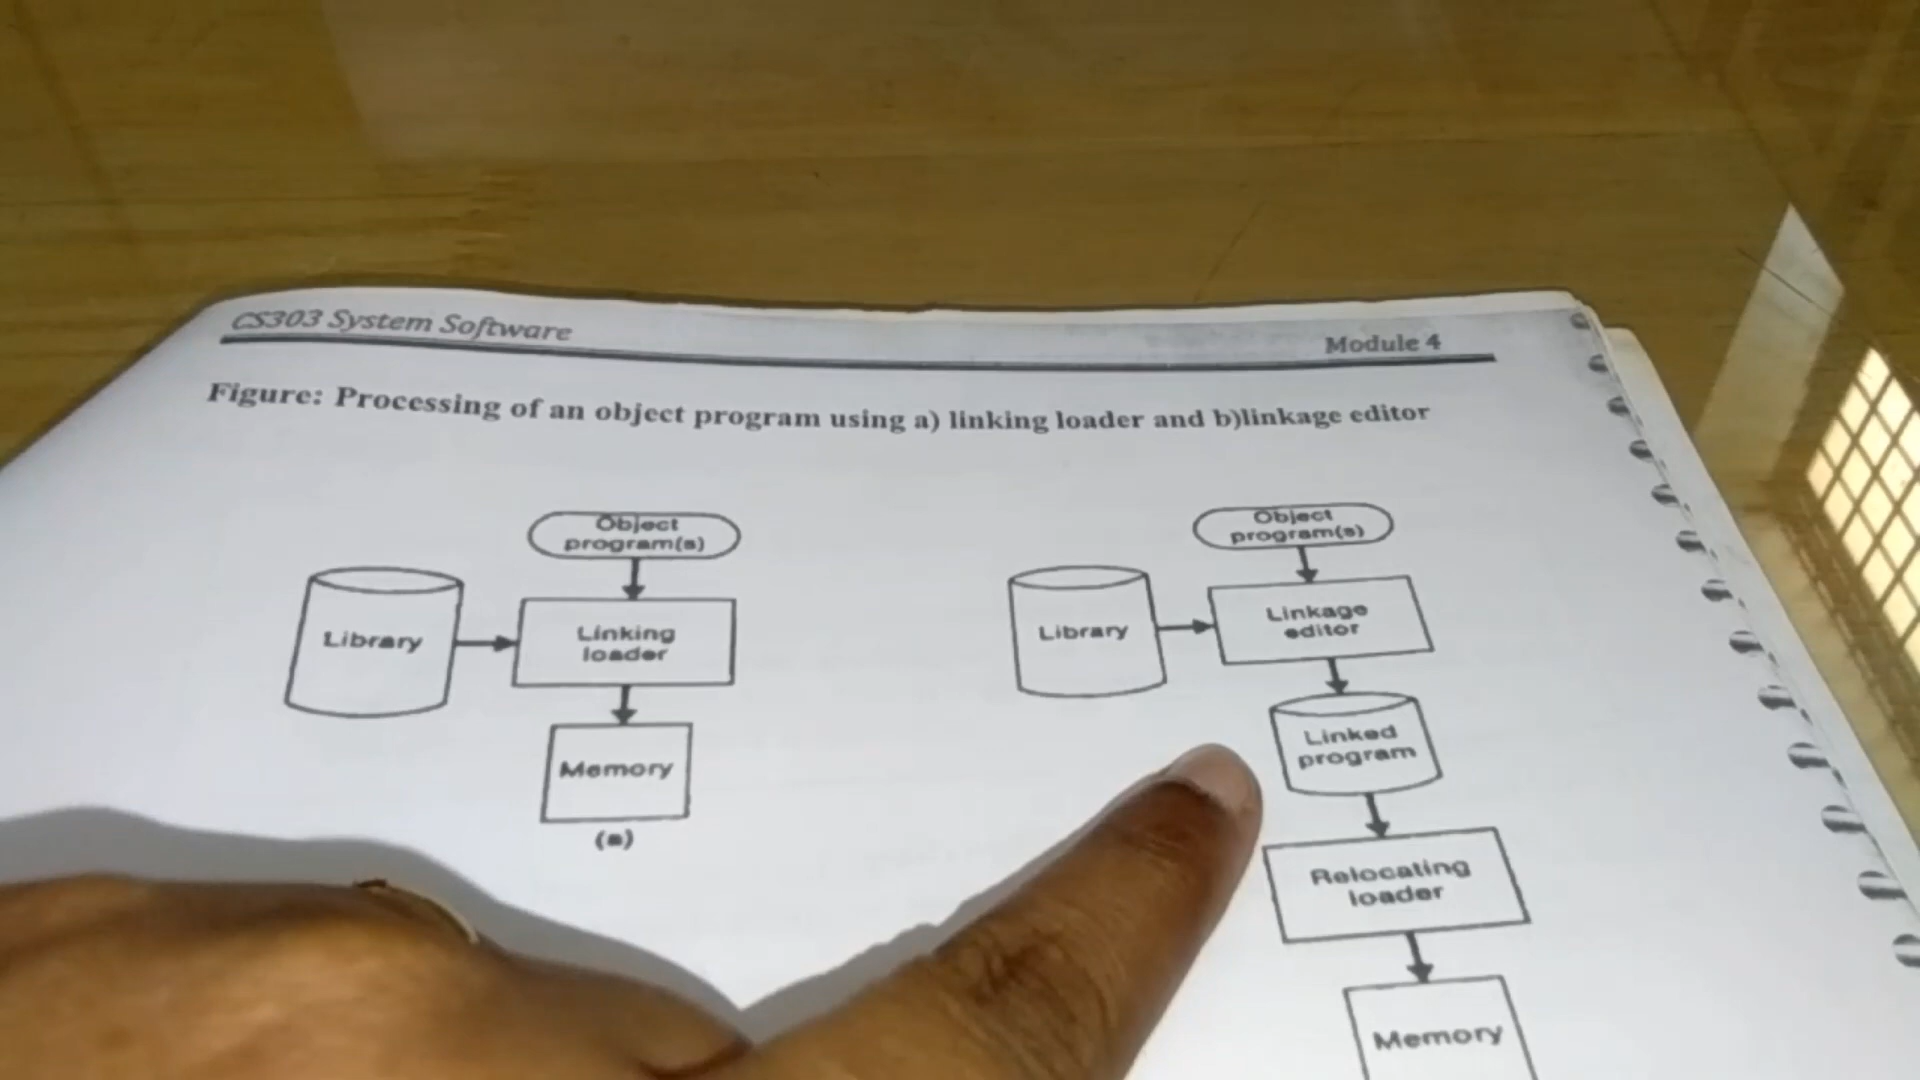 CS303 System Software
Module 4
Figure: Processing of an object program using a) linking loader and b)linkage editor
Object
program(s)
Library
Linking
loader
Memory
(a)
Object
program(s)
Library
Linkage
editor
Linked
program
Relocating
loader
Memory